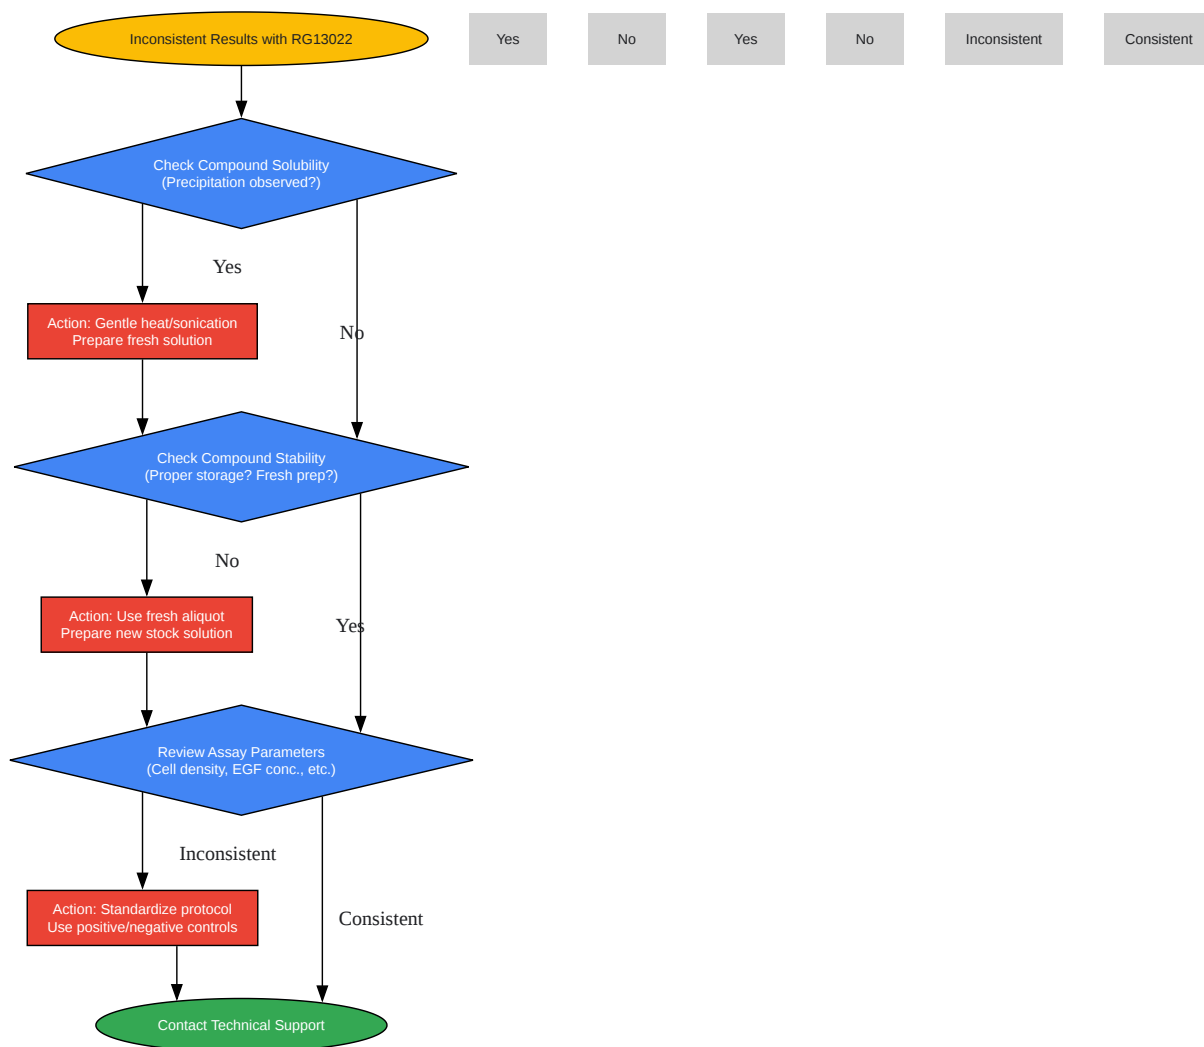 Inconsistent Results with RG13022
Yes
No
Yes
No
Inconsistent
Consistent
Check Compound Solubility
(Precipitation observed?)
Yes
Action: Gentle heat/sonication
Prepare fresh solution
No
Check Compound Stability
(Proper storage? Fresh prep?)
No
Action: Use fresh aliquot
Prepare new stock solution
Yes
Review Assay Parameters
(Cell density, EGF conc., etc.)
Inconsistent
Action: Standardize protocol
Use positive/negative controls
Consistent
Contact Technical Support